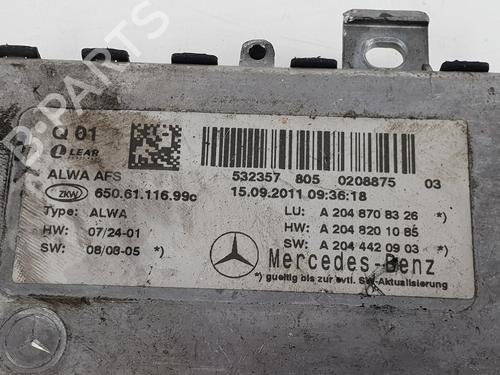 B-PARTS
Q 01
LEAR
ALWA AFS
532357 805 0208875 03
ZKW 650.61.116.99c
15.09.2011 09:36:18
Type: ALWA
LU: A 204 870 83 26 *)
HW: 07/24-01
HW: A 204 820 10 85
SW: 08/08-05 *)
SW: A 204 442 09 03 *)
Mercedes-Benz
*) gueltig bis zur evtl. SW-Aktualisierung